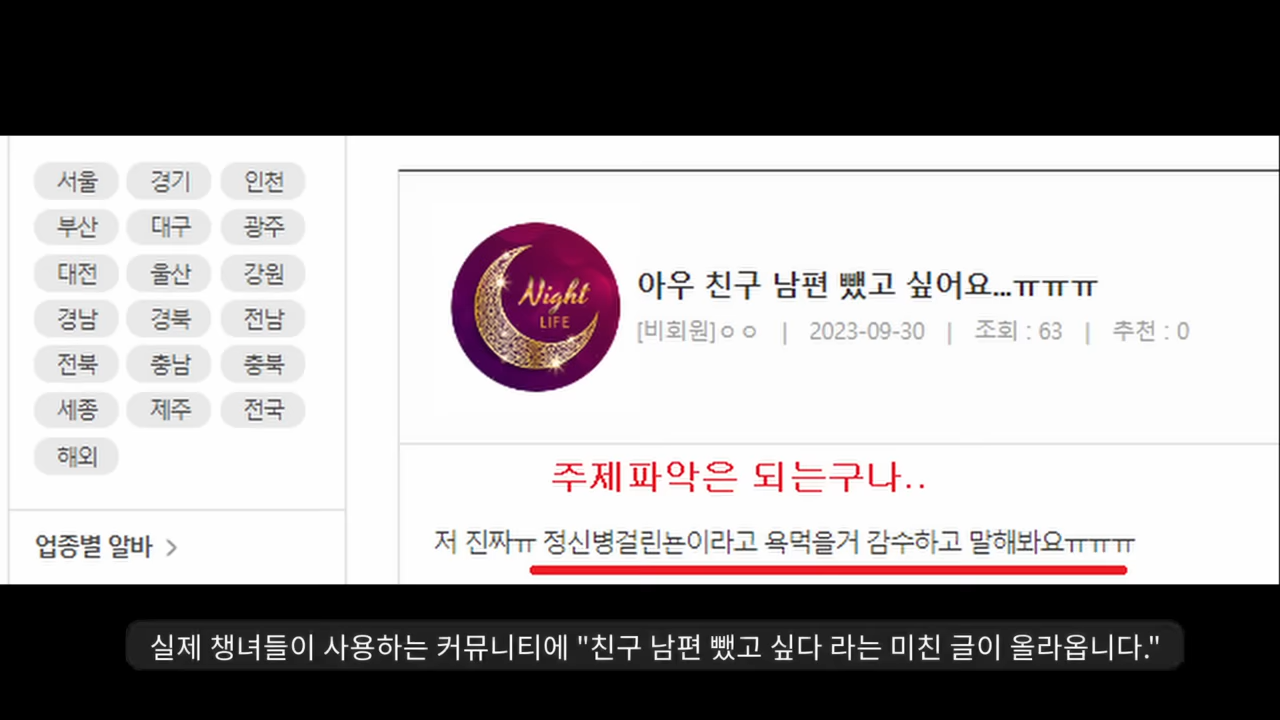 서울 경기 인천
부산 대구 광주
대전 울산 강원
경남 경북 전남
전북 충남 충북
세종 제주 전국
해외
업종별 알바 >
Night
LIFE
아우 친구 남편 뺐고 싶어요...ㅠㅠㅠ
[비회원]ㅇㅇ | 2023-09-30 | 조회 : 63 | 추천 : 0
주제파악은 되는구나..
저 진짜ㅠ 정신병걸린뇬이라고 욕먹을거 감수하고 말해봐요ㅠㅠㅠ
실제 챙녀들이 사용하는 커뮤니티에 "친구 남편 뺐고 싶다 라는 미친 글이 올라옵니다."